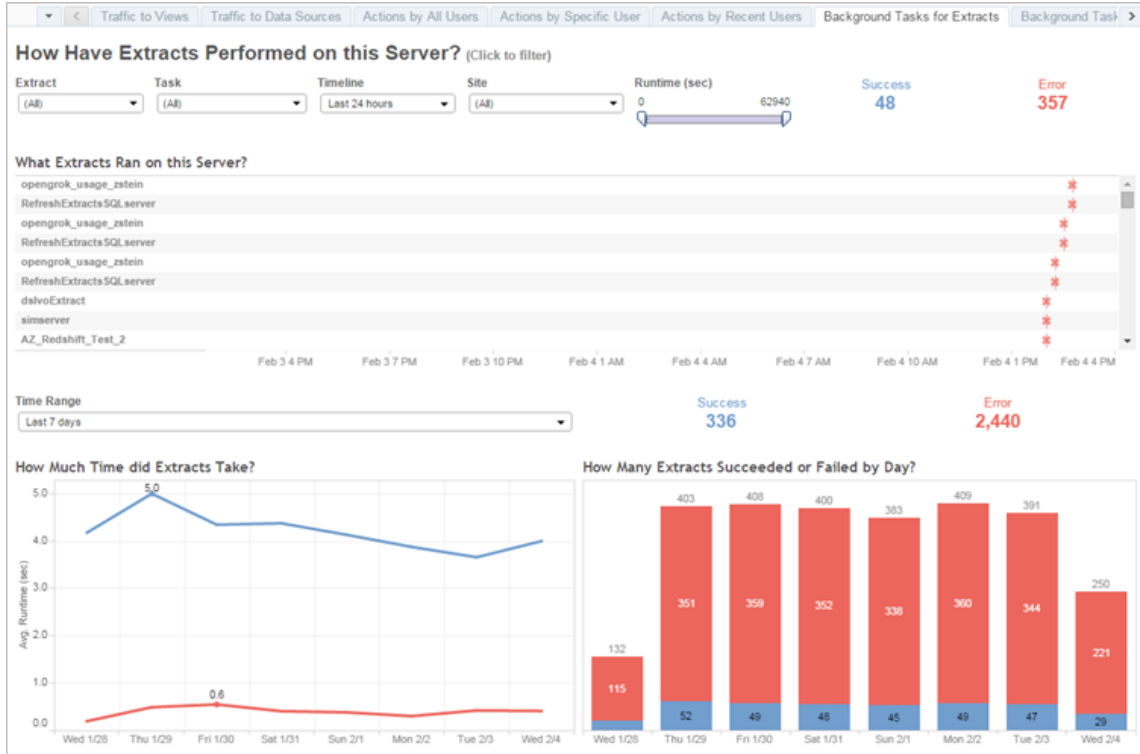 Traffic to Views Traffic to Data Sources Actions by All Users Actions by Specific User Actions by Recent Users Background Tasks for Extracts Background Task
How Have Extracts Performed on this Server? (Click to filter)
Extract Task Timeline Site Runtime (sec) Success Error
(All) (All) Last 24 hours (All) 0 62940 48 357
What Extracts Ran on this Server?
opengrok_usage_zstein
RefreshExtractsSQLserver
opengrok_usage_zstein
RefreshExtractsSQLserver
opengrok_usage_zstein
RefreshExtractsSQLserver
dslvoExtract
simserver
AZ_Redshift_Test_2
Feb 3 4 PM Feb 3 7 PM Feb 3 10 PM Feb 4 1 AM Feb 4 4 AM Feb 4 7 AM Feb 4 10 AM Feb 4 1 PM Feb 4 4 PM
Time Range Success Error
Last 7 days 336 2,440
How Much Time did Extracts Take?
5.0
5.0
4.0
3.0
2.0
1.0
0.6
0.0
Avg. Runtime (sec)
Wed 1/28 Thu 1/29 Fri 1/30 Sat 1/31 Sun 2/1 Mon 2/2 Tue 2/3 Wed 2/4
How Many Extracts Succeeded or Failed by Day?
132 403 408 400 383 409 391 250
115 351 359 352 338 360 344 221
52 49 48 45 49 47 29
Wed 1/28 Thu 1/29 Fri 1/30 Sat 1/31 Sun 2/1 Mon 2/2 Tue 2/3 Wed 2/4